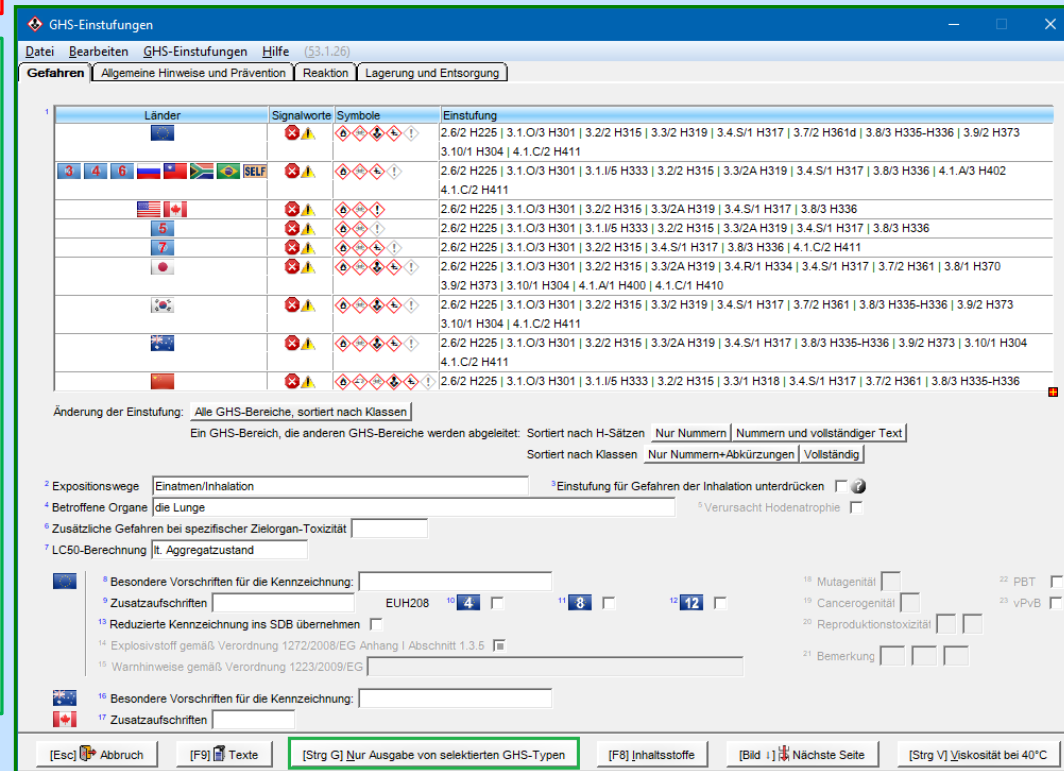 GHS-Einstufungen
Datei Bearbeiten GHS-Einstufungen Hilfe (53.1.26)
Gefahren Allgemeine Hinweise und Prävention Reaktion Lagerung und Entsorgung
1 Länder Signalworte Symbole Einstufung
2.6/2 H225 | 3.1.O/3 H301 | 3.2/2 H315 | 3.3/2 H319 | 3.4.S/1 H317 | 3.7/2 H361d | 3.8/3 H335-H336 | 3.9/2 H373
3.10/1 H304 | 4.1.C/2 H411
3 4 6 SELF 2.6/2 H225 | 3.1.O/3 H301 | 3.1.I/5 H333 | 3.2/2 H315 | 3.3/2A H319 | 3.4.S/1 H317 | 3.8/3 H336 | 4.1.A/3 H402
4.1.C/2 H411
2.6/2 H225 | 3.1.O/3 H301 | 3.2/2 H315 | 3.3/2A H319 | 3.4.S/1 H317 | 3.8/3 H336
5 2.6/2 H225 | 3.1.O/3 H301 | 3.1.I/5 H333 | 3.2/2 H315 | 3.3/2A H319 | 3.4.S/1 H317 | 3.8/3 H336
7 2.6/2 H225 | 3.1.O/3 H301 | 3.2/2 H315 | 3.4.S/1 H317 | 3.8/3 H336 | 4.1.C/2 H411
2.6/2 H225 | 3.1.O/3 H301 | 3.2/2 H315 | 3.3/2A H319 | 3.4.R/1 H334 | 3.4.S/1 H317 | 3.7/2 H361 | 3.8/1 H370
3.9/2 H373 | 3.10/1 H304 | 4.1.A/1 H400 | 4.1.C/1 H410
2.6/2 H225 | 3.1.O/3 H301 | 3.2/2 H315 | 3.3/2 H319 | 3.4.S/1 H317 | 3.7/2 H361 | 3.8/3 H335-H336 | 3.9/2 H373
3.10/1 H304 | 4.1.C/2 H411
2.6/2 H225 | 3.1.O/3 H301 | 3.2/2 H315 | 3.3/2A H319 | 3.4.S/1 H317 | 3.8/3 H335-H336 | 3.9/2 H373 | 3.10/1 H304
4.1.C/2 H411
2.6/2 H225 | 3.1.O/3 H301 | 3.1.I/5 H333 | 3.2/2 H315 | 3.3/1 H318 | 3.4.S/1 H317 | 3.7/2 H361 | 3.8/3 H335-H336
Änderung der Einstufung: Alle GHS-Bereiche, sortiert nach Klassen
Ein GHS-Bereich, die anderen GHS-Bereiche werden abgeleitet: Sortiert nach H-Sätzen Nur Nummern Nummern und vollständiger Text
Sortiert nach Klassen Nur Nummern+Abkürzungen Vollständig
2 Expositionswege Einatmen/Inhalation 3 Einstufung für Gefahren der Inhalation unterdrücken ?
4 Betroffene Organe die Lunge 5 Verursacht Hodenatrophie
6 Zusätzliche Gefahren bei spezifischer Zielorgan-Toxizität
7 LC50-Berechnung lt. Aggregatzustand
8 Besondere Vorschriften für die Kennzeichnung: 18 Mutagenität 22 PBT
9 Zusatzaufschriften EUH208 10 4 11 8 12 12 19 Cancerogenität 23 vPvB
13 Reduzierte Kennzeichnung ins SDB übernehmen 20 Reproduktionstoxizität
14 Explosivstoff gemäß Verordnung 1272/2008/EG Anhang I Abschnitt 1.3.5
15 Warnhinweise gemäß Verordnung 1223/2009/EG 21 Bemerkung
16 Besondere Vorschriften für die Kennzeichnung:
17 Zusatzaufschriften
[Esc] Abbruch [F9] Texte [Strg G] Nur Ausgabe von selektierten GHS-Typen [F8] Inhaltsstoffe [Bild ↓] Nächste Seite [Strg V] Viskosität bei 40°C